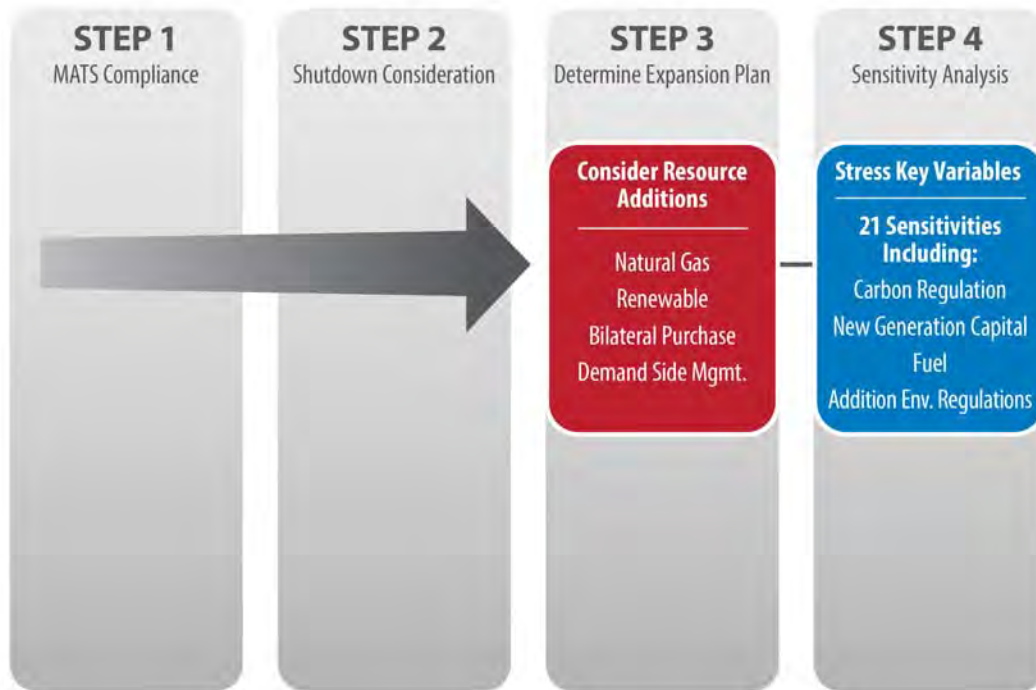 STEP 1
MATS Compliance
STEP 2
Shutdown Consideration
STEP 3
Determine Expansion Plan
Consider Resource
Additions
Natural Gas
Renewable
Bilateral Purchase
Demand Side Mgmt.
STEP 4
Sensitivity Analysis
Stress Key Variables
21 Sensitivities
Including:
Carbon Regulation
New Generation Capital
Fuel
Addition Env. Regulations